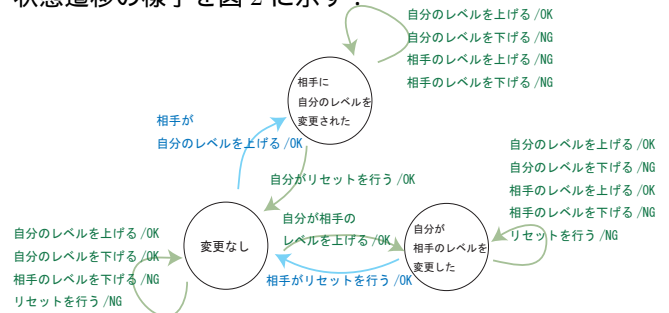 状態遷移の様子を図 2 に示す．
自分のレベルを上げる/OK
自分のレベルを下げる/NG
相手のレベルを上げる/NG
相手のレベルを下げる/NG
相手に
自分のレベルを
変更された
相手が
自分のレベルを上げる/OK
自分がリセットを行う/OK
自分のレベルを上げる/OK
自分のレベルを下げる/NG
相手のレベルを上げる/OK
相手のレベルを下げる/NG
リセットを行う/NG
自分が相手の
レベルを上げる/OK
自分が
相手のレベルを
変更した
変更なし
自分のレベルを上げる/OK
自分のレベルを下げる/OK
相手のレベルを下げる/NG
リセットを行う/NG
相手がリセットを行う/OK